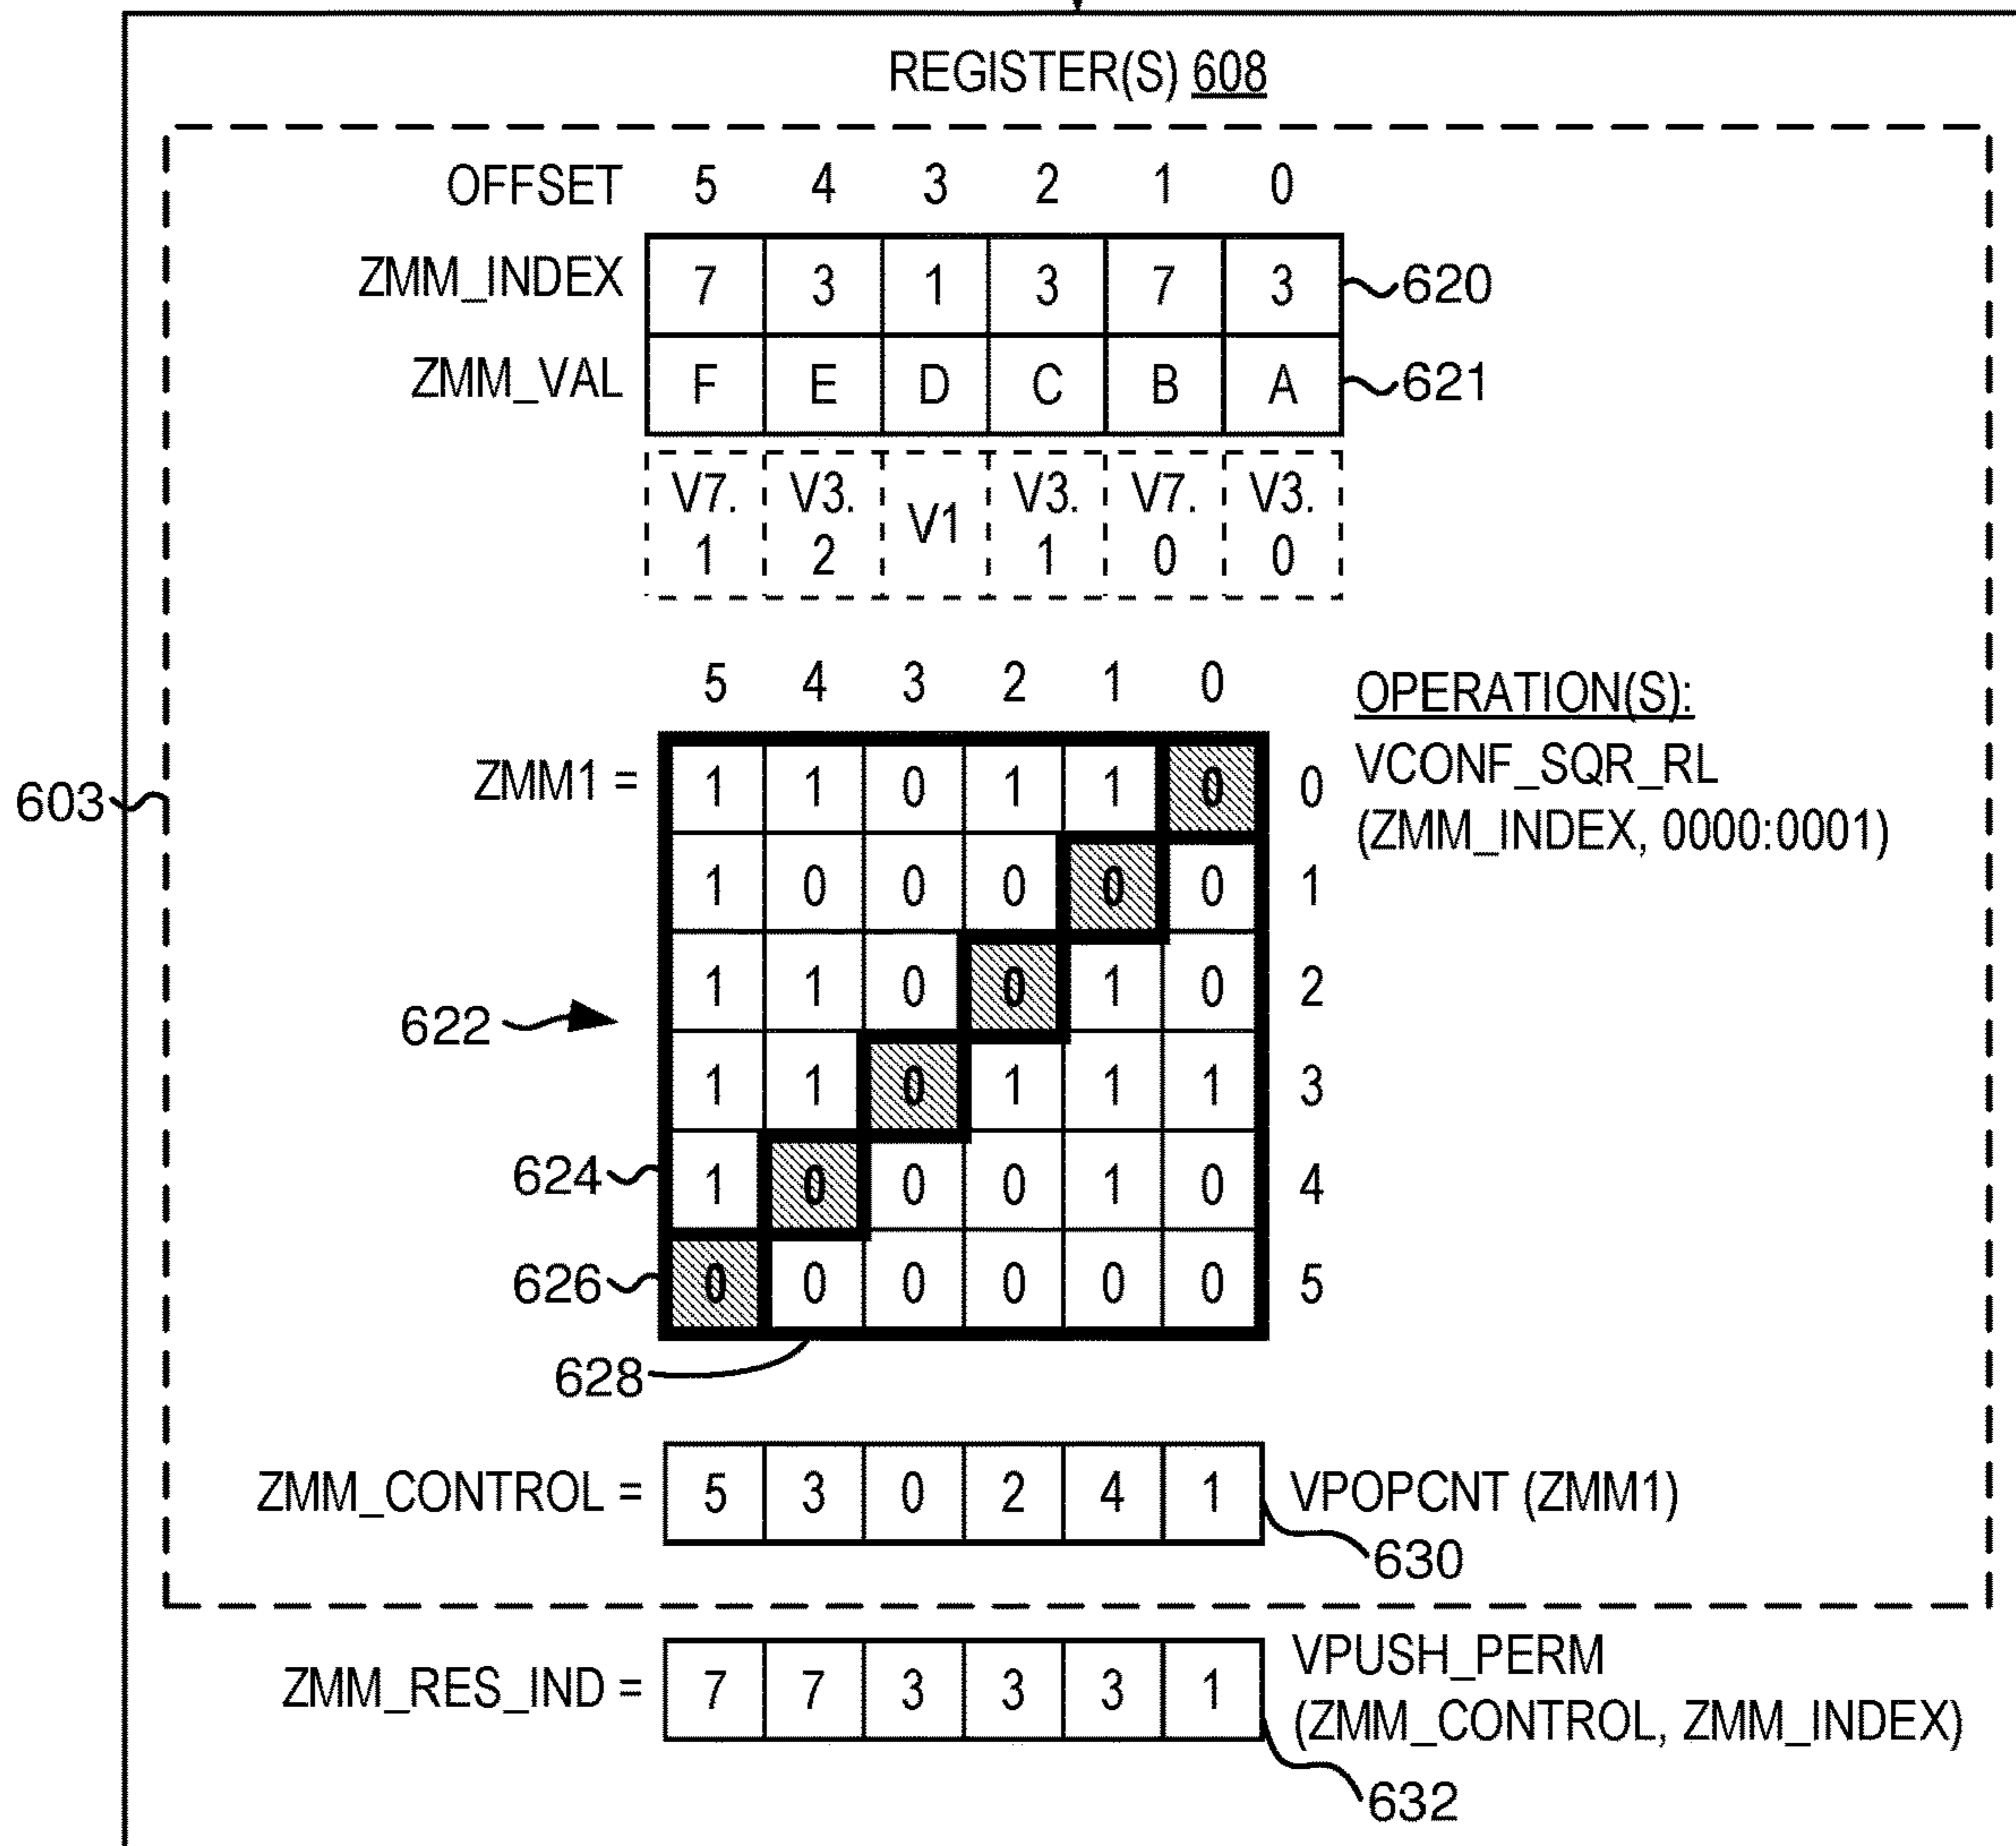 REGISTER(S) 608
OFFSET 5 4 3 2 1 0
ZMM_INDEX 7 3 1 3 7 3 620
ZMM_VAL F E D C B A 621
V7. V3. V1 V3. V7. V3.
1 2 1 0 0
5 4 3 2 1 0
OPERATION(S):
ZMM1 = 1 1 0 1 1 0 0 VCONF_SQR_RL
(ZMM_INDEX, 0000:0001)
603
1 0 0 0 0 0 1
1 1 0 0 1 0 2
622
1 1 0 1 1 1 3
624 1 0 0 0 1 0 4
626 0 0 0 0 0 0 5
628
ZMM_CONTROL = 5 3 0 2 4 1 VPOPCNT (ZMM1)
630
ZMM_RES_IND = 7 7 3 3 3 1 VPUSH_PERM
(ZMM_CONTROL, ZMM_INDEX)
632